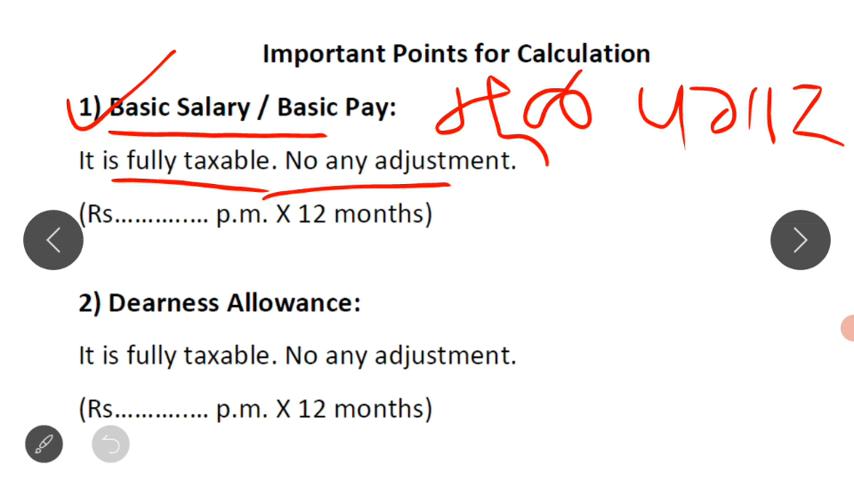 Important Points for Calculation
1) Basic Salary / Basic Pay: मूळ पगार
It is fully taxable. No any adjustment.
(Rs………..… p.m. X 12 months)
2) Dearness Allowance:
It is fully taxable. No any adjustment.
(Rs………..… p.m. X 12 months)